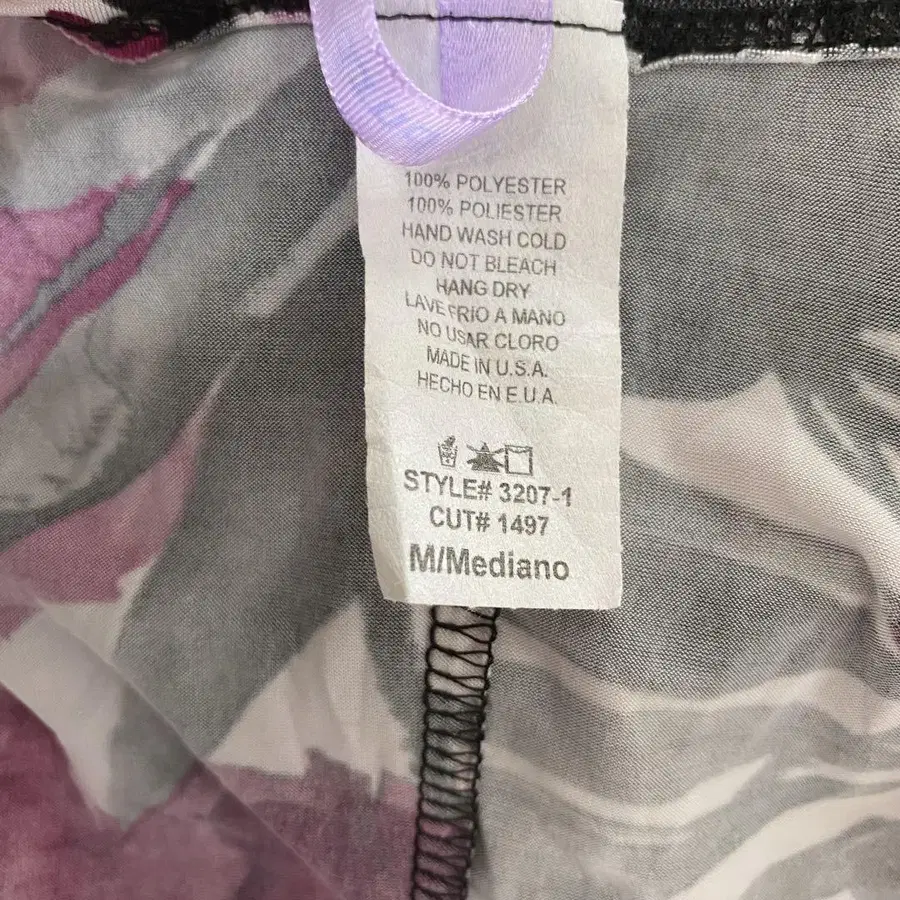 100% POLYESTER
100% POLIESTER
HAND WASH COLD
DO NOT BLEACH
HANG DRY
LAVE FRIO A MANO
NO USAR CLORO
MADE IN U.S.A.
HECHO EN E.U.A.
STYLE# 3207-1
CUT# 1497
M/Mediano